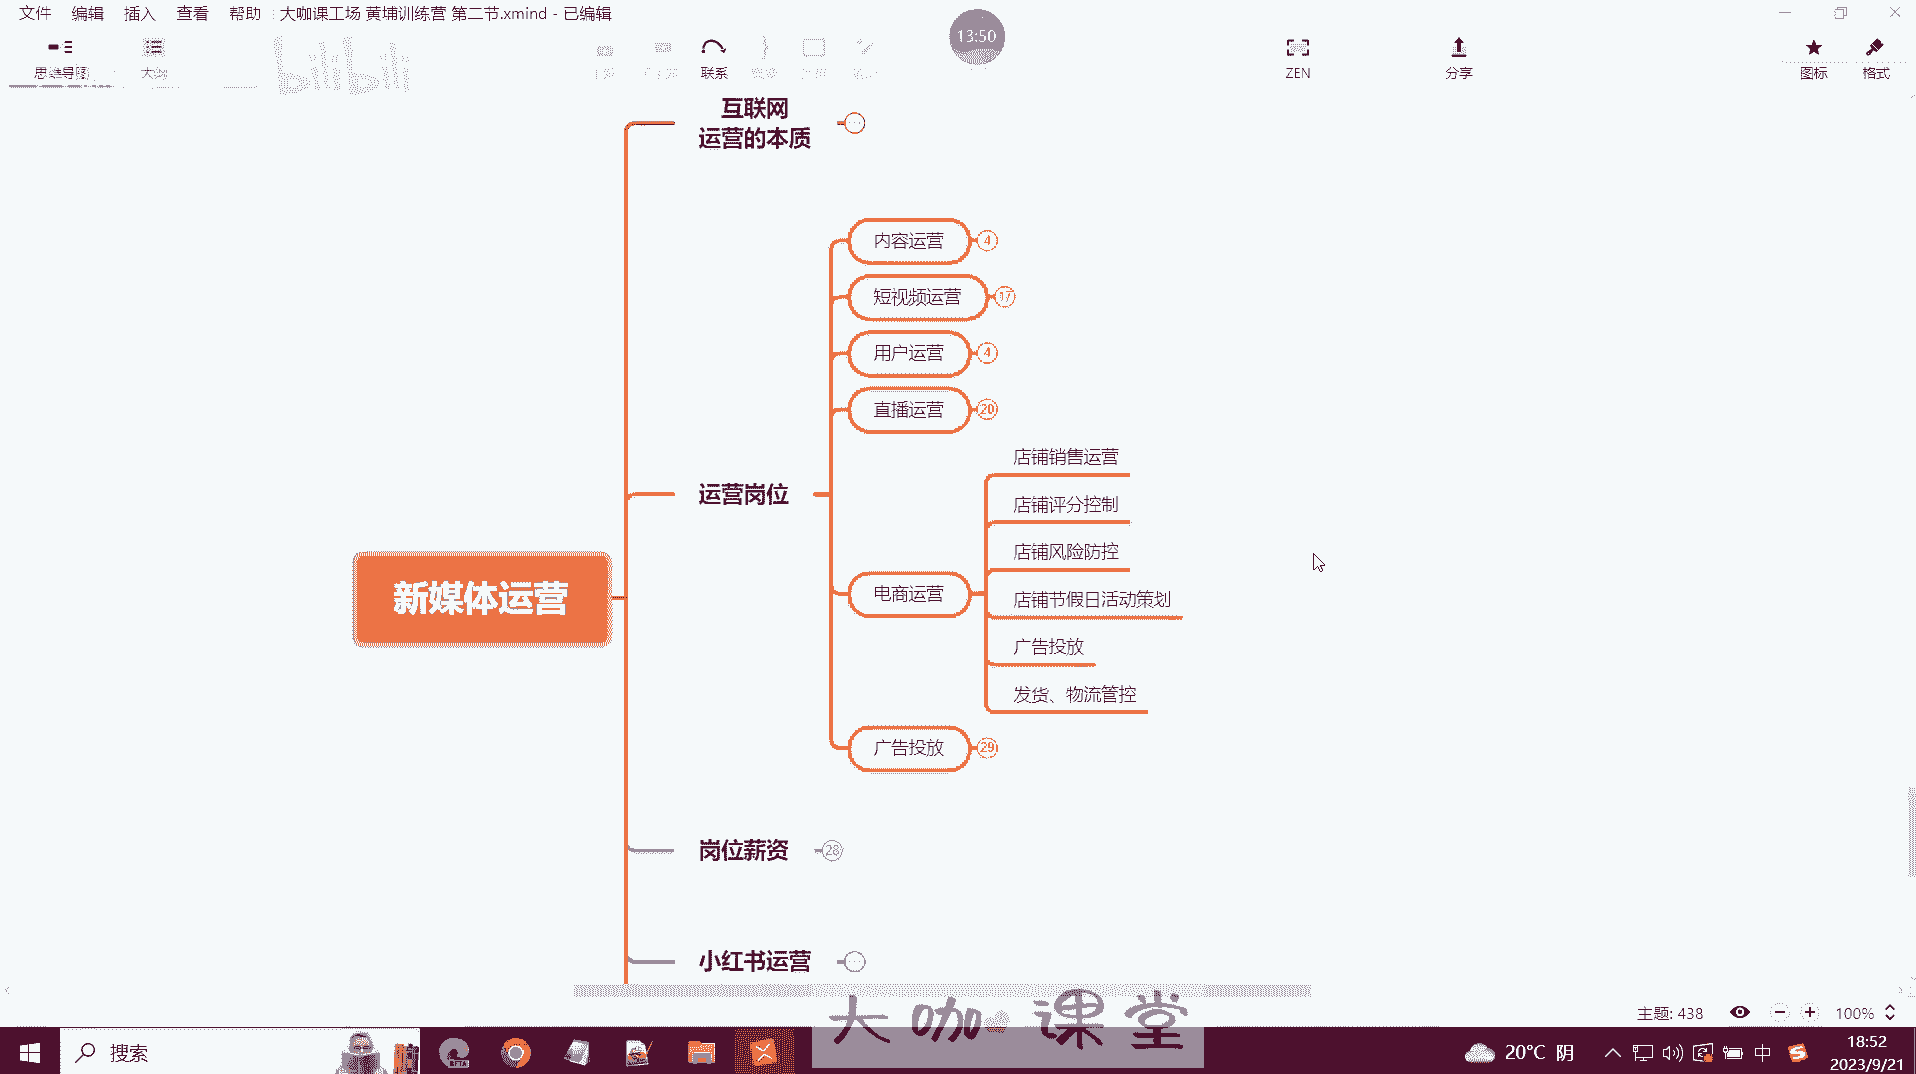 文件 编辑 插入 查看 帮助 大咖课工场 黄埔训练营 第二节.xmind - 已编辑
13:50
思维导图 大纲 联系 ZEN 分享 图标 格式
bilibili
互联网
运营的本质
内容运营 4
短视频运营 17
用户运营 4
直播运营 20
店铺销售运营
运营岗位
店铺评分控制
店铺风险防控
新媒体运营
电商运营
店铺节假日活动策划
广告投放
发货、物流管控
广告投放 29
岗位薪资 28
小红书运营
大咖课堂
主题: 438 100%
搜索
BETA
20°C 阴 中
18:52
2023/9/21